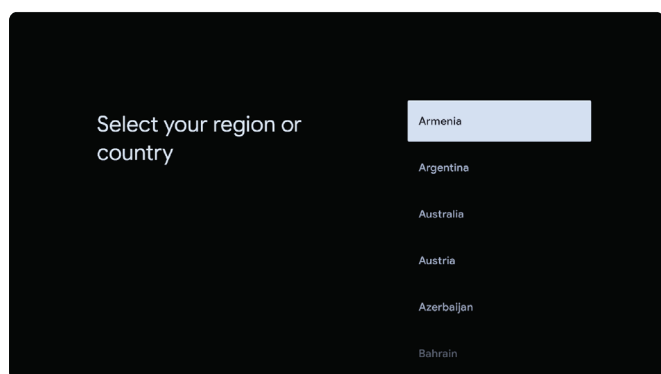 Select your region or
country
Armenia
Argentina
Australia
Austria
Azerbaijan
Bahrain